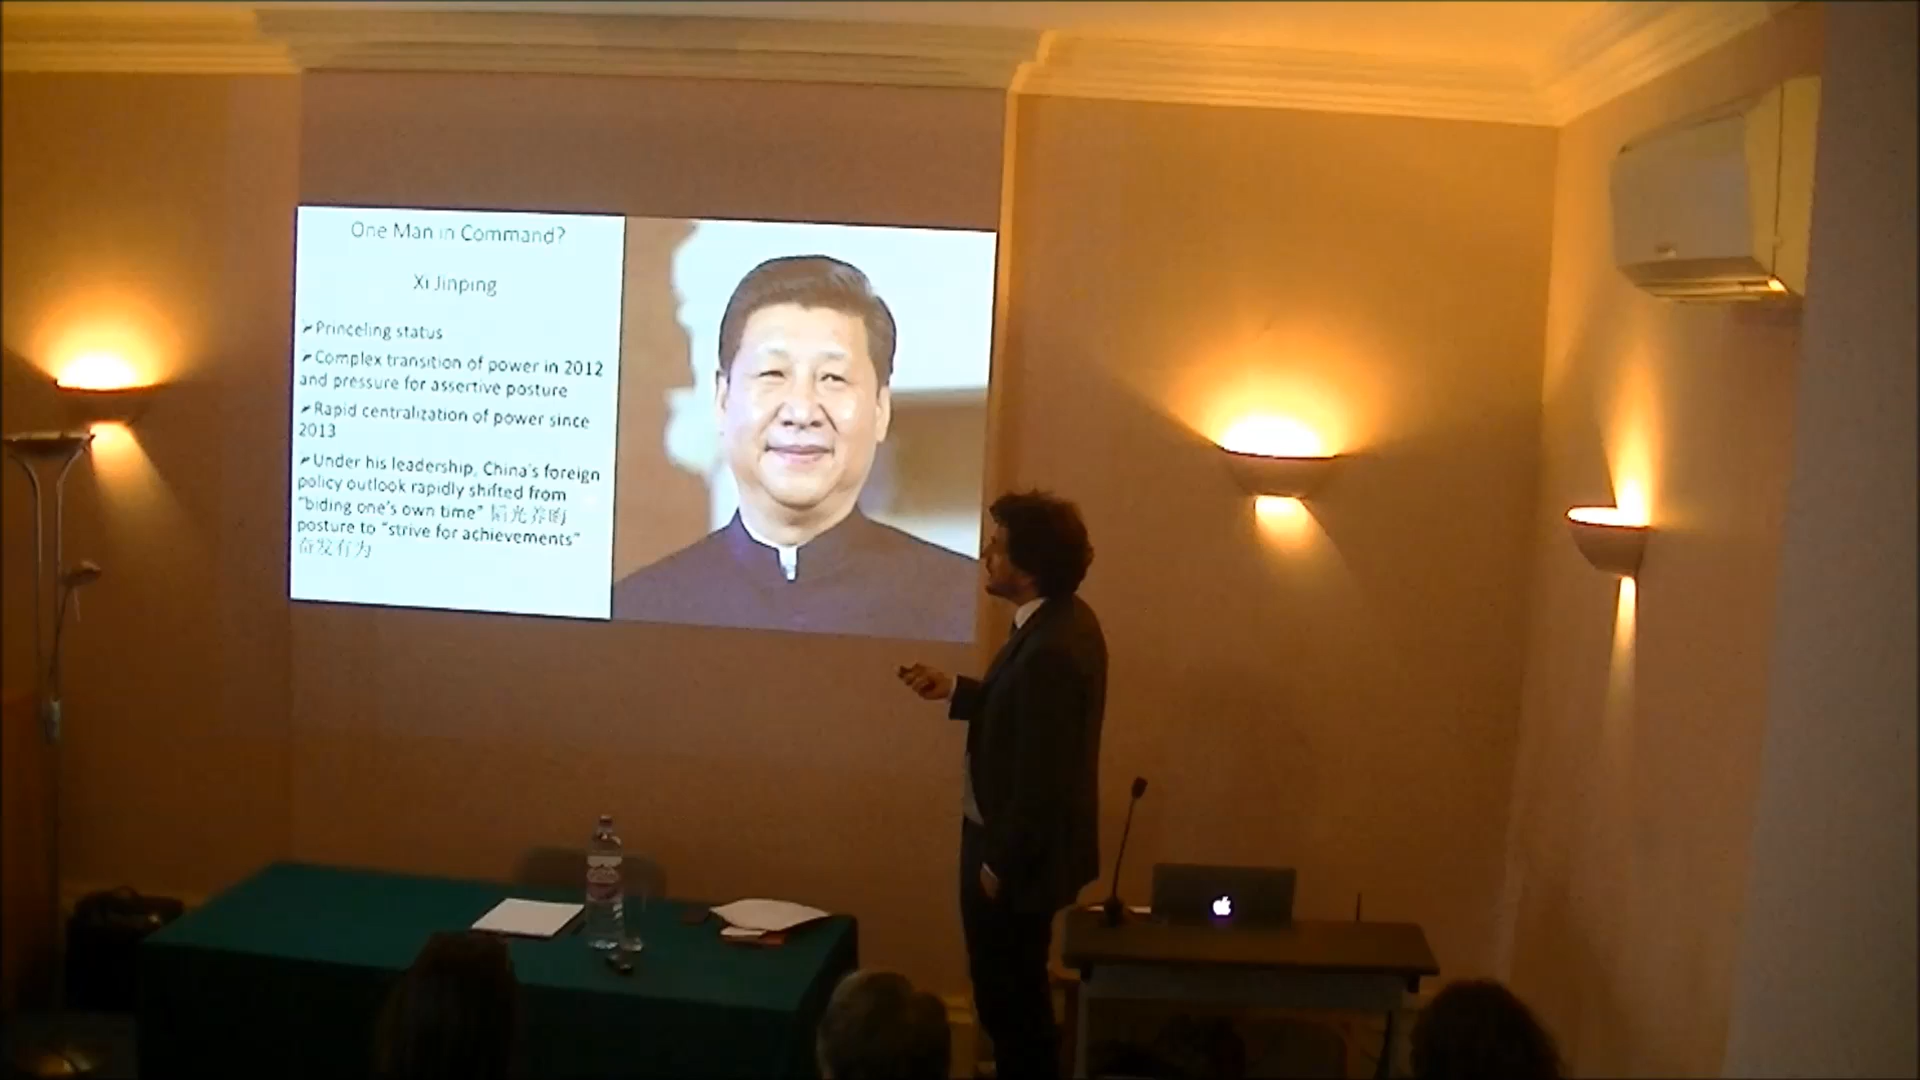 One Man in Command?
Xi Jinping
➢Princeling status
➢Complex transition of power in 2012
and pressure for assertive posture
➢Rapid centralization of power since
2013
➢Under his leadership, China's foreign
policy outlook rapidly shifted from
"biding one's own time" 韬光养晦
posture to "strive for achievements"
奋发有为